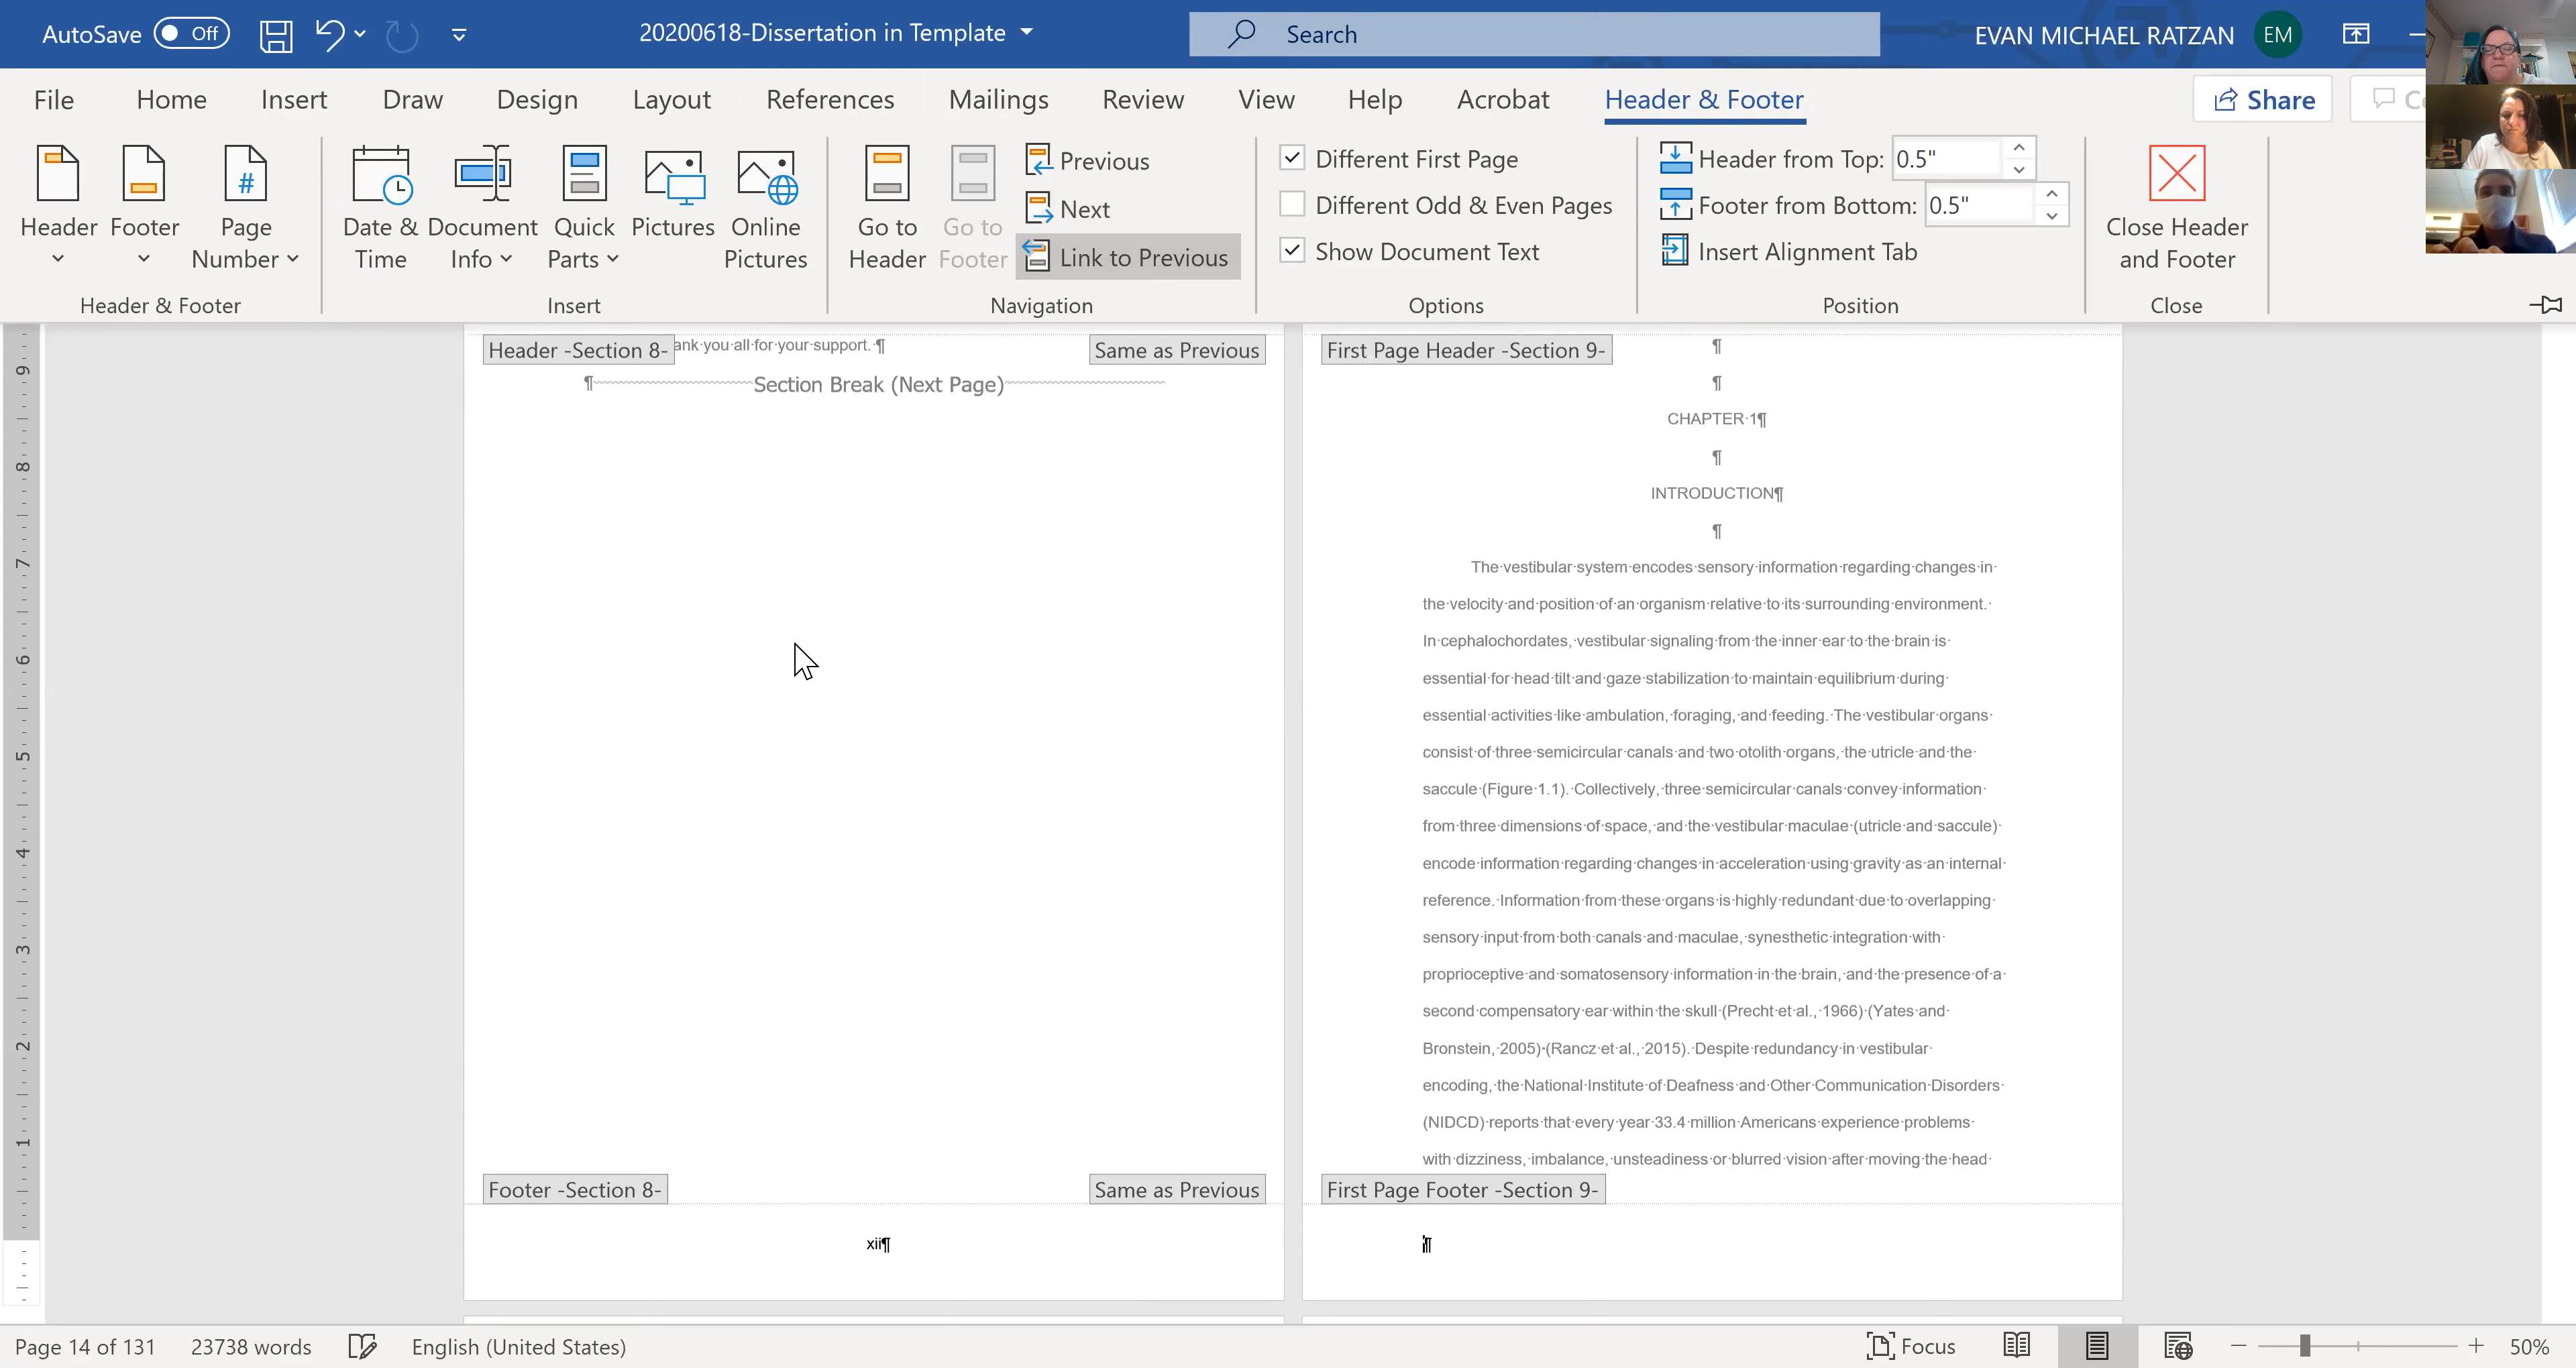 AutoSave Off 20200618-Dissertation in Template Search EVAN MICHAEL RATZAN EM
File Home Insert Draw Design Layout References Mailings Review View Help Acrobat Header & Footer Share
Header Footer Page Number Date & Time Document Info Quick Parts Pictures Online Pictures Go to Header Go to Footer Previous Next Link to Previous
Different First Page
Different Odd & Even Pages
Show Document Text
Header from Top: 0.5"
Footer from Bottom: 0.5"
Insert Alignment Tab
Close Header and Footer
Header & Footer Insert Navigation Options Position Close
9 8 7 6 5 4 3 2 1
Header -Section 8- ank·you·all·for·your·support.·¶ Same as Previous
¶ Section Break (Next Page)
Footer -Section 8- Same as Previous
xii¶
First Page Header -Section 9- ¶
¶
CHAPTER·1¶
¶
INTRODUCTION¶
¶
The·vestibular·system·encodes·sensory·information·regarding·changes·in·
the·velocity·and·position·of·an·organism·relative·to·its·surrounding·environment.·
In·cephalochordates,·vestibular·signaling·from·the·inner·ear·to·the·brain·is·
essential·for·head·tilt·and·gaze·stabilization·to·maintain·equilibrium·during·
essential·activities·like·ambulation,·foraging,·and·feeding.·The·vestibular·organs·
consist·of·three·semicircular·canals·and·two·otolith·organs,·the·utricle·and·the·
saccule·(Figure·1.1).·Collectively,·three·semicircular·canals·convey·information·
from·three·dimensions·of·space,·and·the·vestibular·maculae·(utricle·and·saccule)·
encode·information·regarding·changes·in·acceleration·using·gravity·as·an·internal·
reference.·Information·from·these·organs·is·highly·redundant·due·to·overlapping·
sensory·input·from·both·canals·and·maculae,·synesthetic·integration·with·
proprioceptive·and·somatosensory·information·in·the·brain,·and·the·presence·of·a·
second·compensatory·ear·within·the·skull·(Precht·et·al.,·1966)·(Yates·and·
Bronstein,·2005)·(Rancz·et·al.,·2015).·Despite·redundancy·in·vestibular·
encoding,·the·National·Institute·of·Deafness·and·Other·Communication·Disorders·
(NIDCD)·reports·that·every·year·33.4·million·Americans·experience·problems·
with·dizziness,·imbalance,·unsteadiness·or·blurred·vision·after·moving·the·head·
First Page Footer -Section 9-
¶
Page 14 of 131 23738 words English (United States) Focus 50%